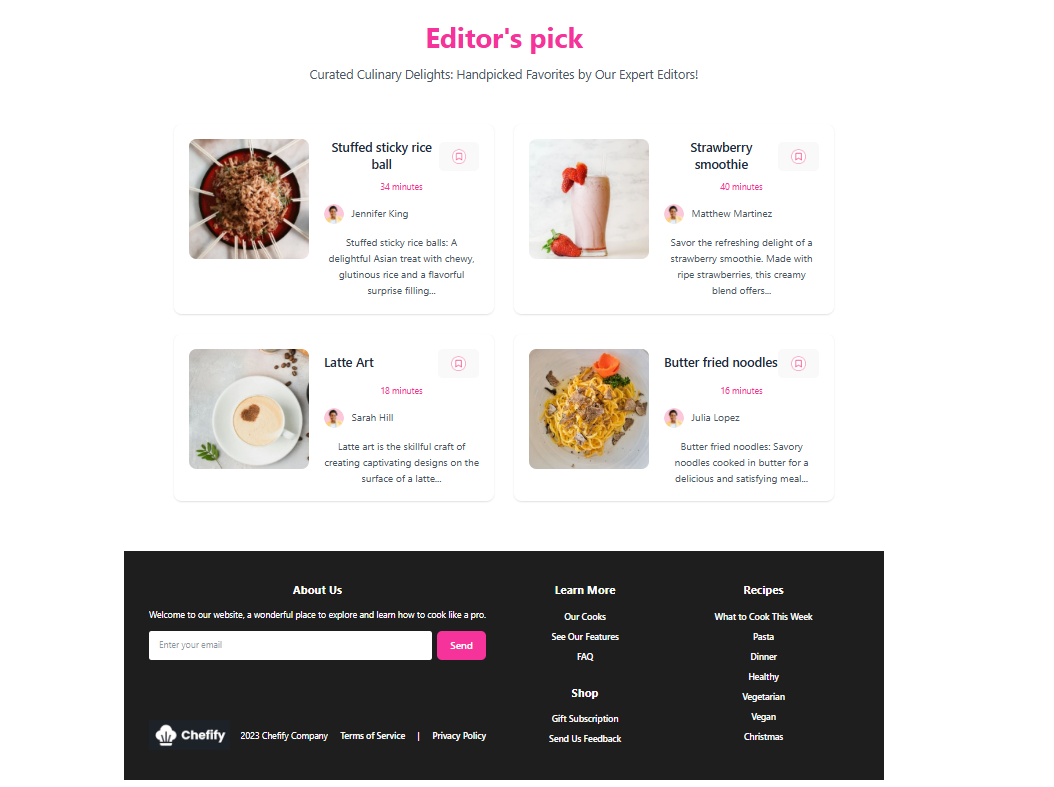 Editor's pick
Curated Culinary Delights: Handpicked Favorites by Our Expert Editors!
Stuffed sticky rice
ball
34 minutes
Jennifer King
Stuffed sticky rice balls: A
delightful Asian treat with chewy,
glutinous rice and a flavorful
surprise filling...
Strawberry
smoothie
40 minutes
Matthew Martinez
Savor the refreshing delight of a
strawberry smoothie. Made with
ripe strawberries, this creamy
blend offers...
Latte Art
18 minutes
Sarah Hill
Latte art is the skillful craft of
creating captivating designs on the
surface of a latte...
Butter fried noodles
16 minutes
Julia Lopez
Butter fried noodles: Savory
noodles cooked in butter for a
delicious and satisfying meal...
About Us
Welcome to our website, a wonderful place to explore and learn how to cook like a pro.
Enter your email
Send
Chefify
2023 Chefify Company
Terms of Service
|
Privacy Policy
Learn More
Our Cooks
See Our Features
FAQ
Shop
Gift Subscription
Send Us Feedback
Recipes
What to Cook This Week
Pasta
Dinner
Healthy
Vegetarian
Vegan
Christmas